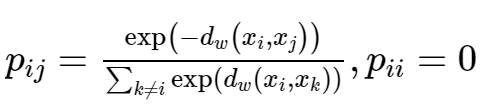 p_{ij} = \frac{\exp(-d_w(x_i,x_j))}{\sum_{k \neq i} \exp(d_w(x_i,x_k))}, p_{ii} = 0